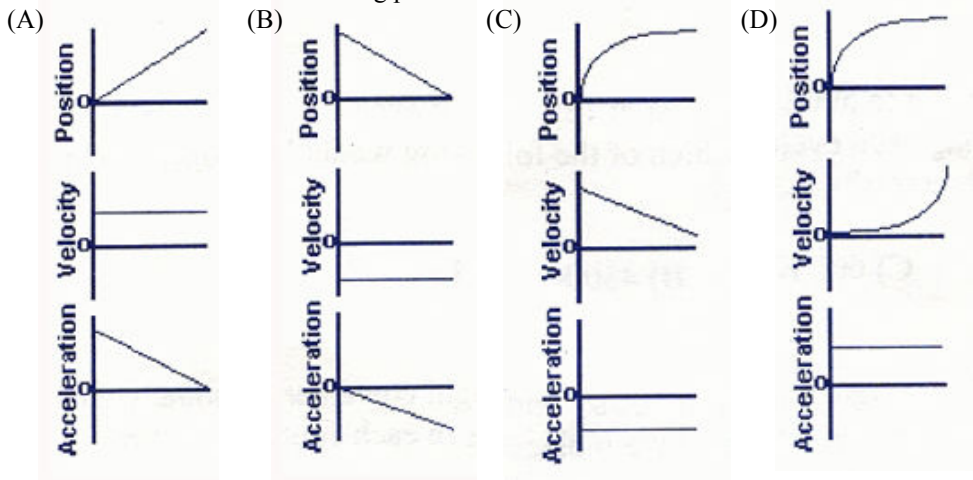 (A) (B) (C) (D)
Position Position Position Position
0 0 0 0
Velocity Velocity Velocity Velocity
0 0 0 0
Acceleration Acceleration Acceleration Acceleration
0 0 0 0